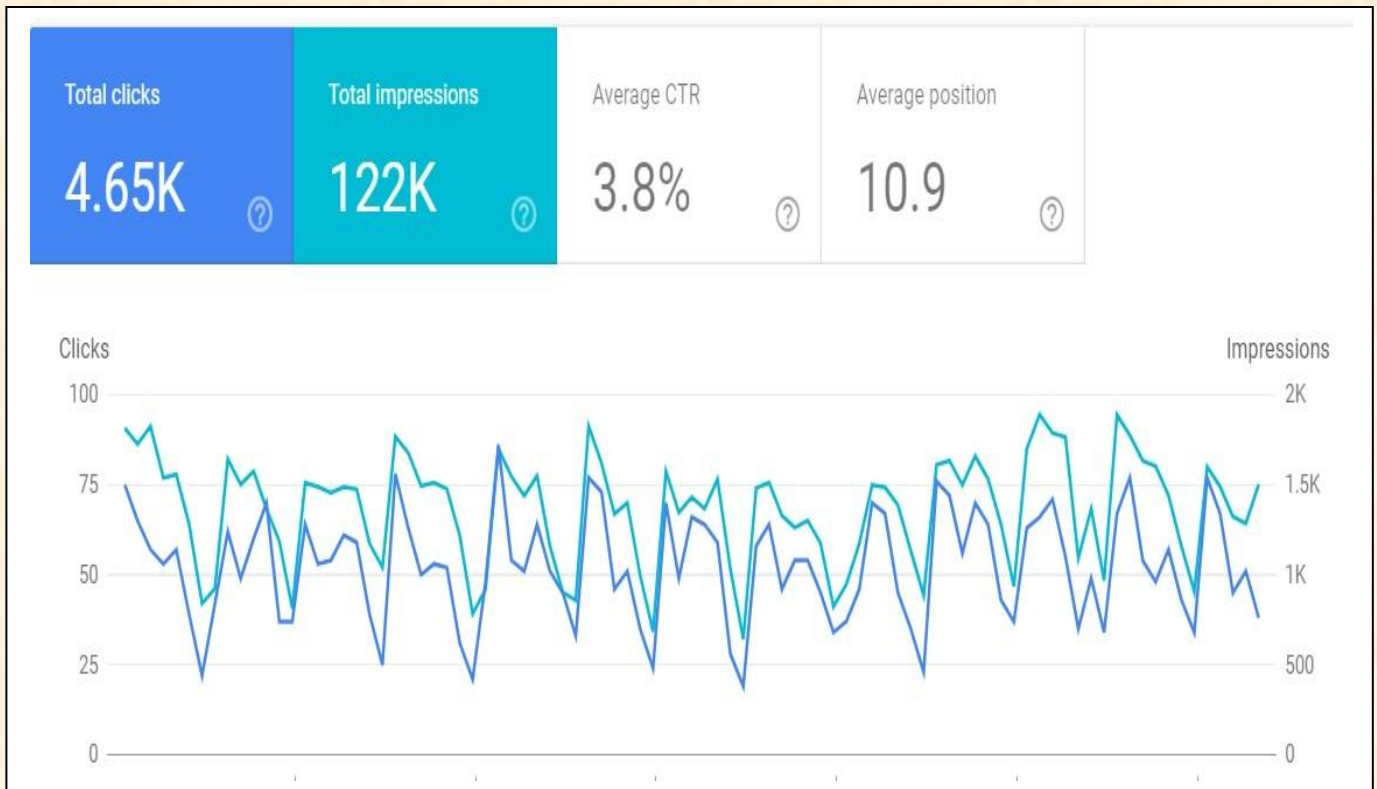 Total clicks Total impressions Average CTR Average position
4.65K 122K 3.8% 10.9
? ? ? ?
Clicks Impressions
100 2K
75 1.5K
50 1K
25 500
0 0